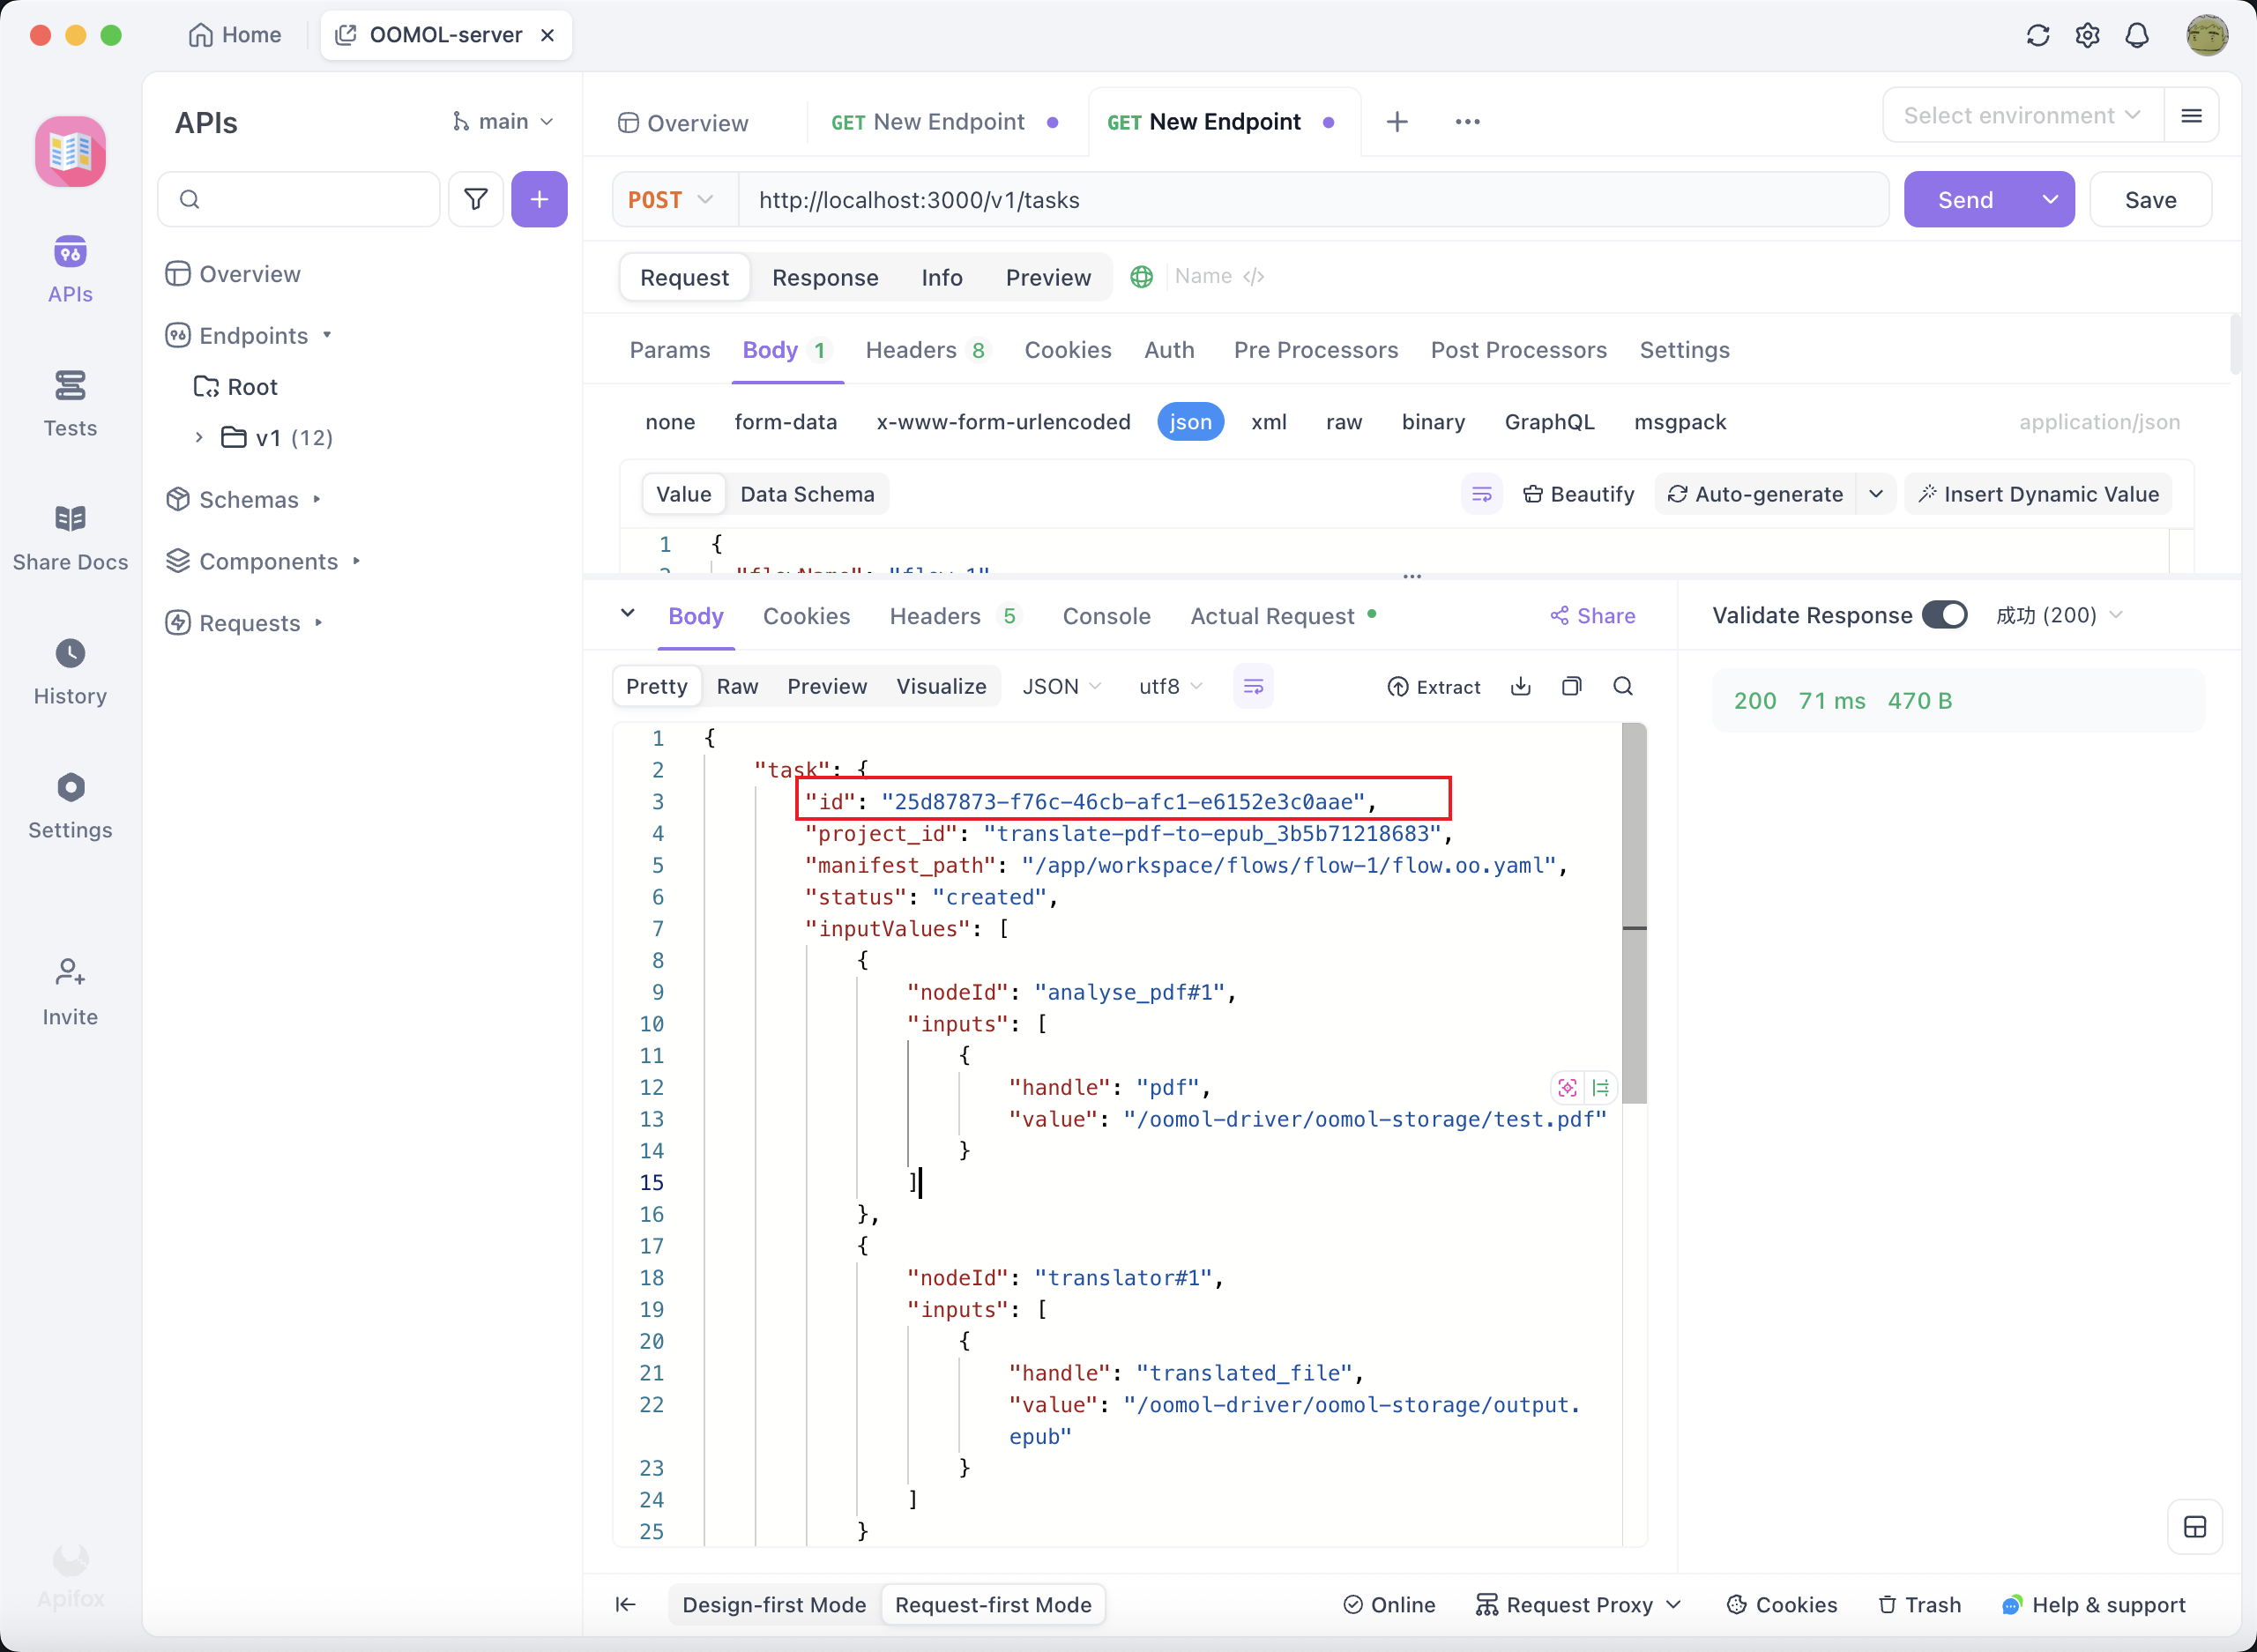 Home
OOMOL-server
APIs
main
Overview
GET New Endpoint
GET New Endpoint
Select environment
POST
http://localhost:3000/v1/tasks
Send
Save
APIs
Tests
Share Docs
History
Settings
Invite
Apifox
Overview
Endpoints
Root
v1 (12)
Schemas
Components
Requests
Request
Response
Info
Preview
Name
Params
Body 1
Headers 8
Cookies
Auth
Pre Processors
Post Processors
Settings
none
form-data
x-www-form-urlencoded
json
xml
raw
binary
GraphQL
msgpack
application/json
Value
Data Schema
Beautify
Auto-generate
Insert Dynamic Value
1 {
2 "flowName": "flow-1"
Body
Cookies
Headers 5
Console
Actual Request
Share
Validate Response
成功 (200)
Pretty
Raw
Preview
Visualize
JSON
utf8
Extract
200 71 ms 470 B
1 {
2 "task": {
3 "id": "25d87873-f76c-46cb-afc1-e6152e3c0aae",
4 "project_id": "translate-pdf-to-epub_3b5b71218683",
5 "manifest_path": "/app/workspace/flows/flow-1/flow.oo.yaml",
6 "status": "created",
7 "inputValues": [
8 {
9 "nodeId": "analyse_pdf#1",
10 "inputs": [
11 {
12 "handle": "pdf",
13 "value": "/oomol-driver/oomol-storage/test.pdf"
14 }
15 ]
16 },
17 {
18 "nodeId": "translator#1",
19 "inputs": [
20 {
21 "handle": "translated_file",
22 "value": "/oomol-driver/oomol-storage/output.
epub"
23 }
24 ]
25 }
Design-first Mode
Request-first Mode
Online
Request Proxy
Cookies
Trash
Help & support